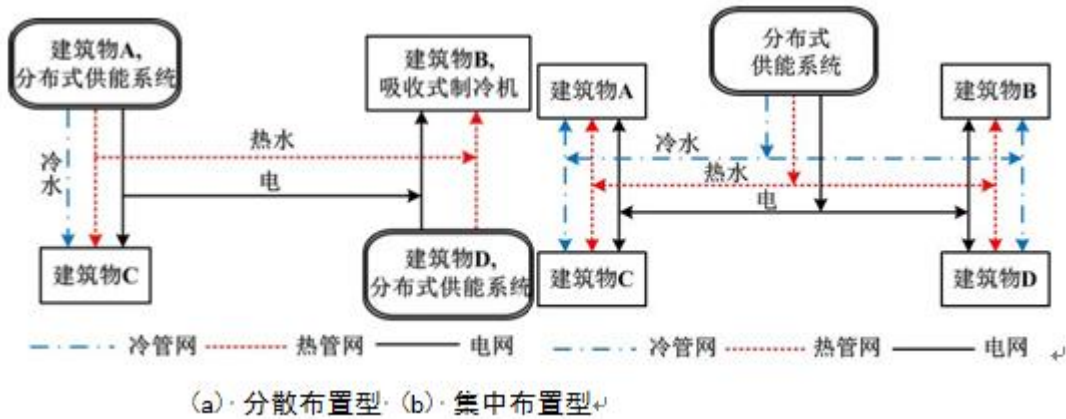 建筑物A,
分布式供能系统
建筑物B,
吸收式制冷机
冷水
热水
电
建筑物C
建筑物D,
分布式供能系统
冷管网
热管网
电网
分布式
供能系统
建筑物A
建筑物B
冷水
热水
电
建筑物C
建筑物D
冷管网
热管网
电网
(a) 分散布置型 (b) 集中布置型